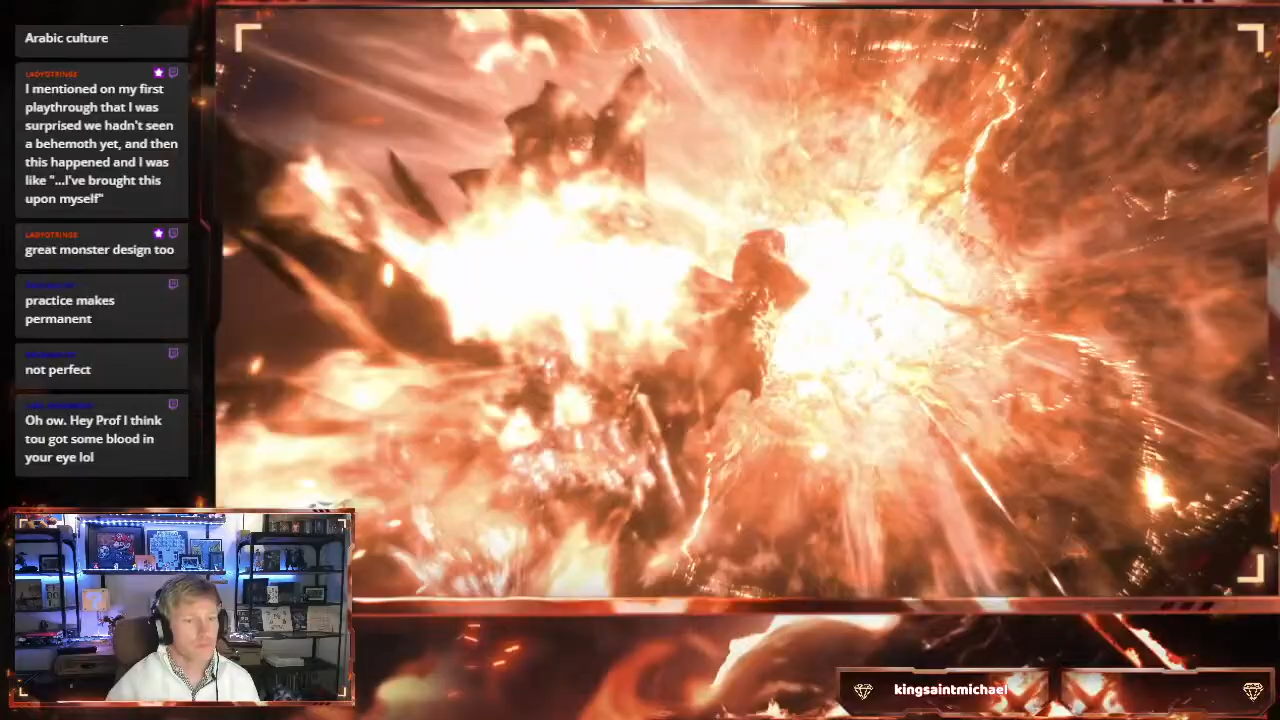 Arabic culture
LADYOTRINGE
I mentioned on my first
playthrough that I was
surprised we hadn't seen
a behemoth yet, and then
this happened and I was
like "...I've brought this
upon myself"
LADYOTRINGE
great monster design too
practice makes
permanent
not perfect
Oh ow. Hey Prof I think
tou got some blood in
your eye lol
kingsaintmichael